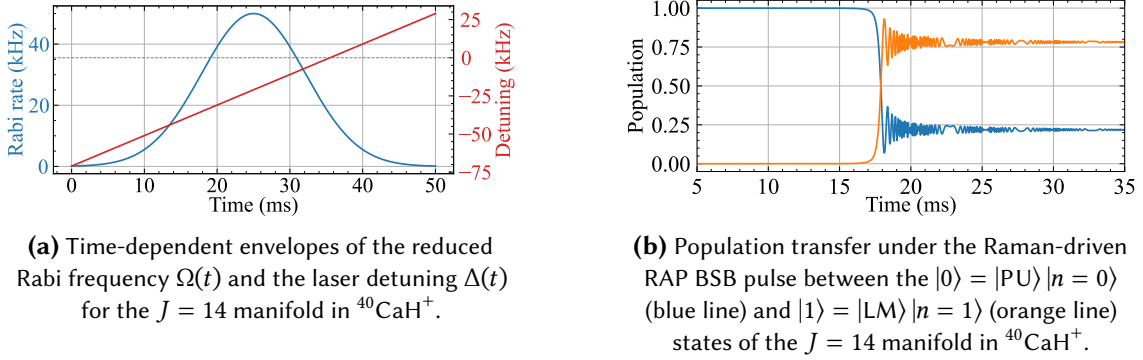 (a)
Rabi rate (kHz)
40
20
0
0
10
20
30
40
50
Time (ms)
25
0
−25
−50
−75
Detuning (kHz)
(b)
Population
1.00
0.75
0.50
0.25
0.00
5
10
15
20
25
30
35
Time (ms)
(a) Time-dependent envelopes of the reduced
Rabi frequency Ω(t) and the laser detuning Δ(t)
for the J = 14 manifold in ⁴⁰CaH⁺.
(b) Population transfer under the Raman-driven
RAP BSB pulse between the |0⟩ = |PU⟩ |n = 0⟩
(blue line) and |1⟩ = |LM⟩ |n = 1⟩ (orange line)
states of the J = 14 manifold in ⁴⁰CaH⁺.